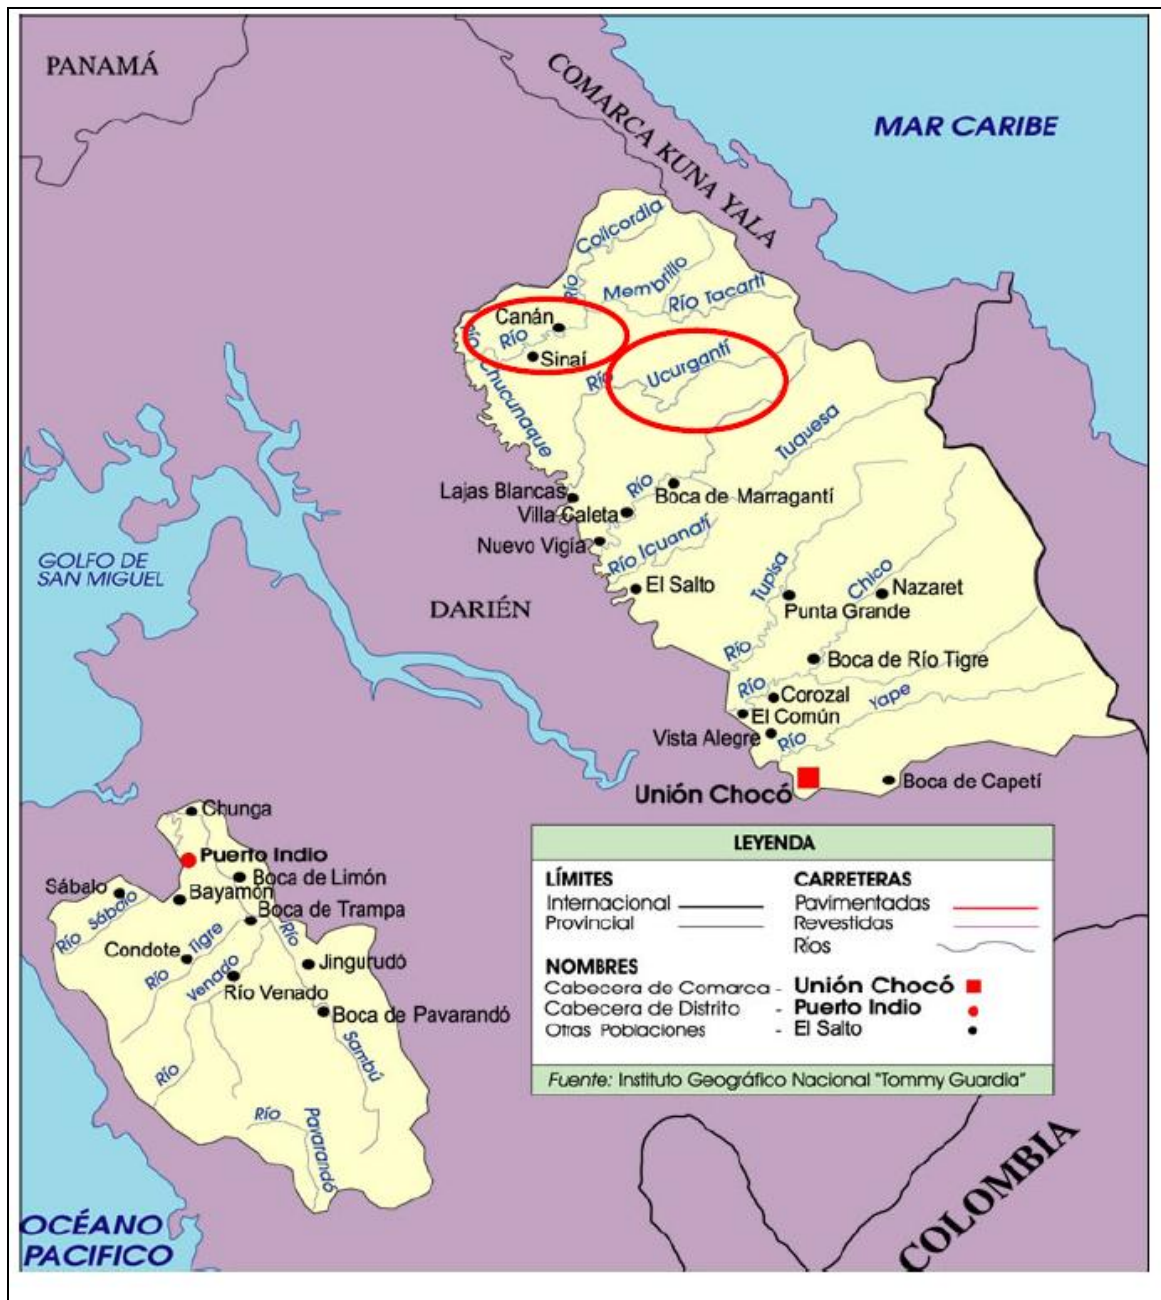 PANAMÁ
COMARCA KUNA YALA
MAR CARIBE
Río Colicordia
Membrillo
Río Tacartí
Canán
Río
Sinaí
Río Chucunaque
Río Ucurgantí
Río Tuquesa
Lajas Blancas
Boca de Marragantí
Villa Caleta
Nuevo Vigía
Río Icuanatí
El Salto
GOLFO DE
SAN MIGUEL
DARIÉN
Río Tupisa
Río Chico
Nazaret
Punta Grande
Boca de Río Tigre
Corozal
Río Yape
El Común
Vista Alegre
Unión Chocó
Boca de Capetí
Chunga
Puerto Indio
Boca de Limón
Sábalo
Bayamón
Río Sábalo
Boca de Trampa
Condote
Río Tigre
Río Venado
Río Venado
Jingurudó
Boca de Pavarandó
Río Sambú
Río Pavarandó
LEYENDA
LÍMITES
Internacional
Provincial
CARRETERAS
Pavimentadas
Revestidas
Ríos
NOMBRES
Cabecera de Comarca - Unión Chocó
Cabecera de Distrito - Puerto Indio
Otras Poblaciones - El Salto
Fuente: Instituto Geográfico Nacional "Tommy Guardia"
COLOMBIA
OCÉANO
PACIFICO